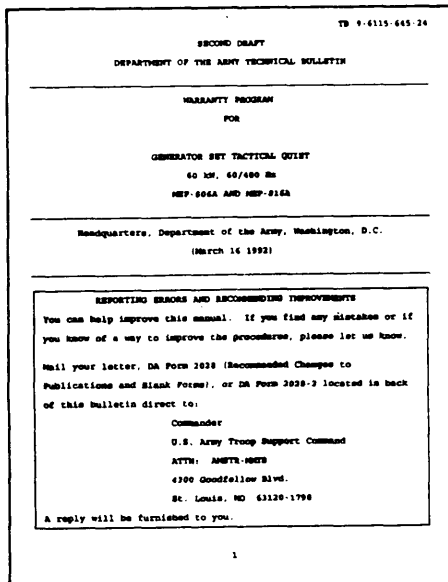 TB 9-6115-645-24
SECOND DRAFT
DEPARTMENT OF THE ARMY TECHNICAL BULLETIN
WARRANTY PROGRAM
FOR
GENERATOR SET TACTICAL QUIET
60 kW, 60/400 Hz
MEP-806A AND MEP-816A
Headquarters, Department of the Army, Washington, D.C.
(March 16 1992)
REPORTING ERRORS AND RECOMMENDING IMPROVEMENTS
You can help improve this manual. If you find any mistakes or if
you know of a way to improve the procedures, please let us know.
Mail your letter, DA Form 2028 (Recommended Changes to
Publications and Blank Forms), or DA Form 2028-2 located in back
of this bulletin direct to:
Commander
U.S. Army Troop Support Command
ATTN:
4300 Goodfellow Blvd.
St. Louis, MO 63120-1798
A reply will be furnished to you.
1